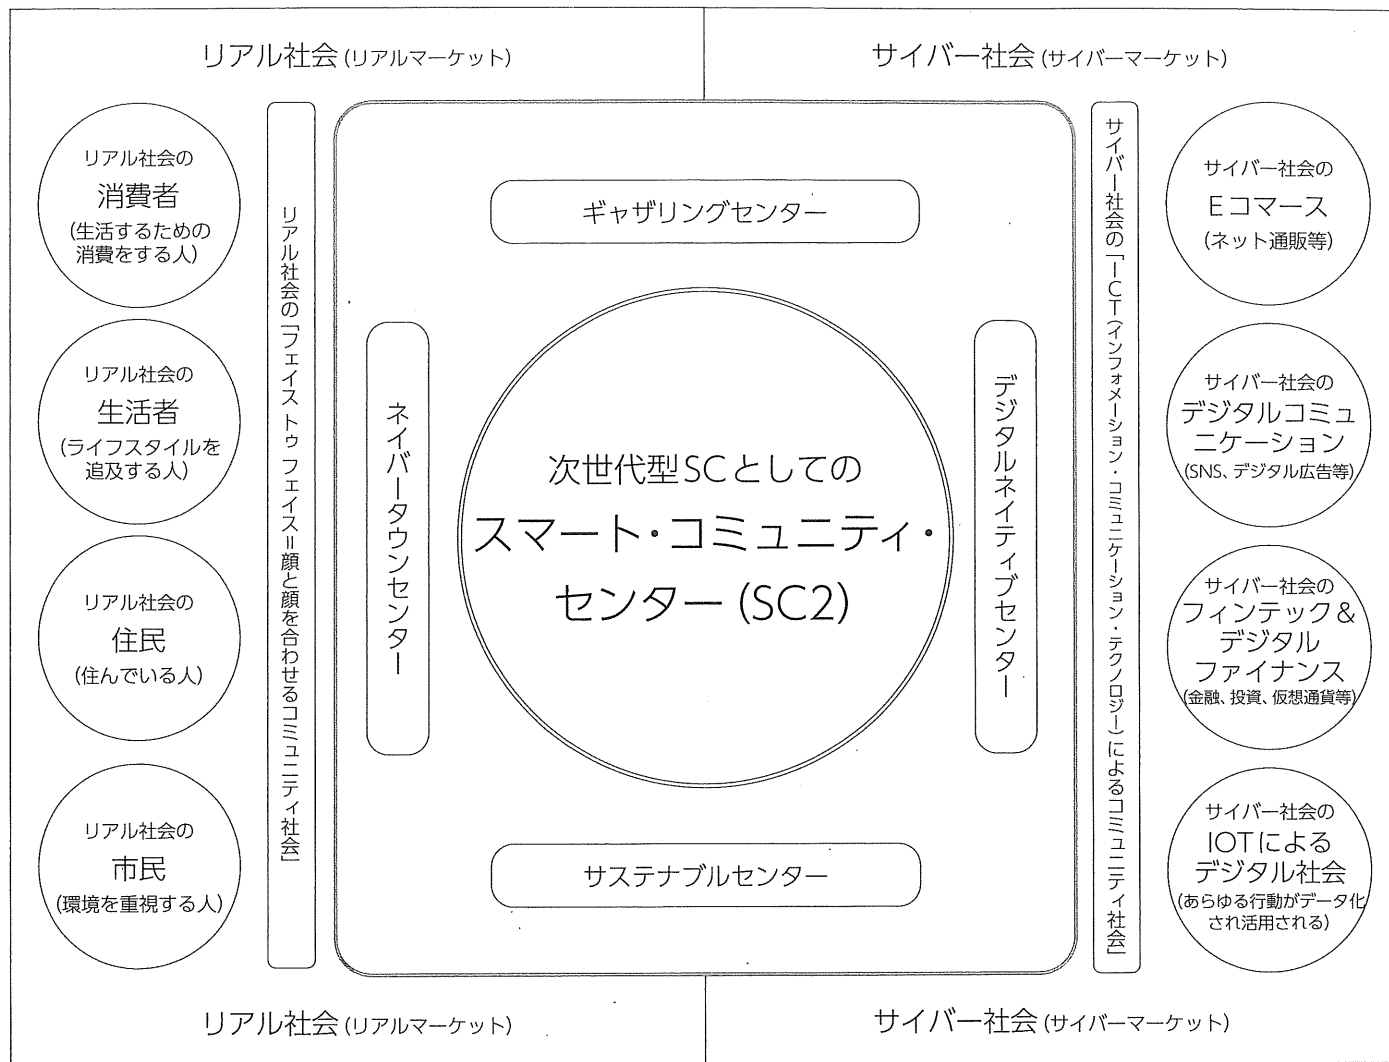 リアル社会(リアルマーケット)
サイバー社会(サイバーマーケット)
リアル社会の
消費者
(生活するための
消費をする人)
リアル社会の
生活者
(ライフスタイルを
追及する人)
リアル社会の
住民
(住んでいる人)
リアル社会の
市民
(環境を重視する人)
リアル社会の「フェイストゥフェイス=顔と顔を合わせるコミュニティ社会」
ギャザリングセンター
ネイバータウンセンター
次世代型SCとしての
スマート・コミュニティ・
センター(SC2)
デジタルネイティブセンター
サステナブルセンター
サイバー社会の「ICT(インフォメーション・コミュニケーション・テクノロジー)によるコミュニティ社会」
サイバー社会の
Eコマース
(ネット通販等)
サイバー社会の
デジタルコミュ
ニケーション
(SNS、デジタル広告等)
サイバー社会の
フィンテック&
デジタル
ファイナンス
(金融、投資、仮想通貨等)
サイバー社会の
IOTによる
デジタル社会
(あらゆる行動がデータ化
され活用される)
リアル社会(リアルマーケット)
サイバー社会(サイバーマーケット)